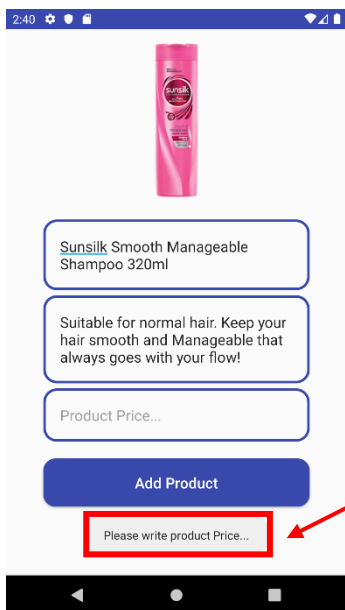 2:40
sunsilk
Sunsilk Smooth Manageable
Shampoo 320ml
Suitable for normal hair. Keep your
hair smooth and Manageable that
always goes with your flow!
Product Price...
Add Product
Please write product Price...